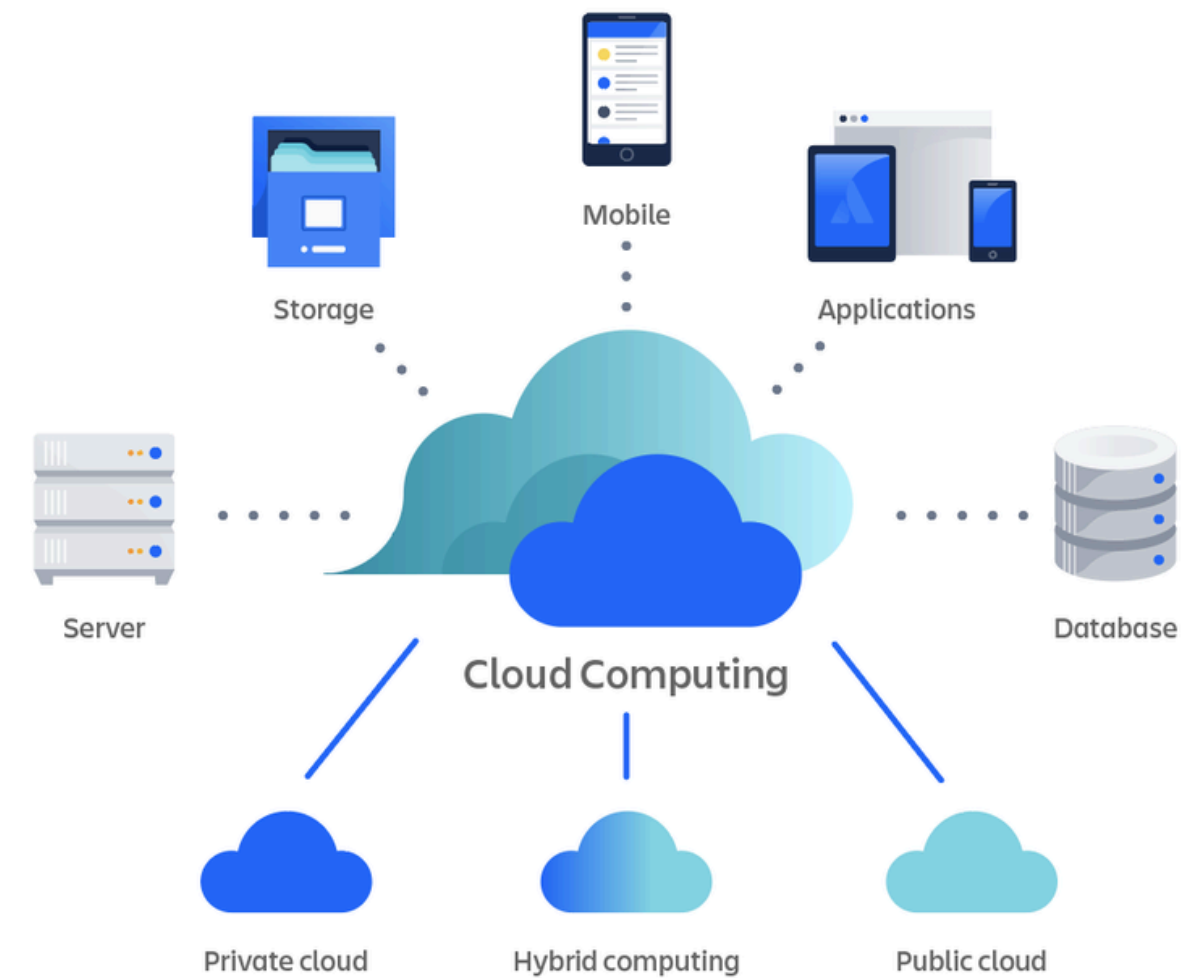 Mobile
Storage
Applications
Server
Database
Cloud Computing
Private cloud
Hybrid computing
Public cloud